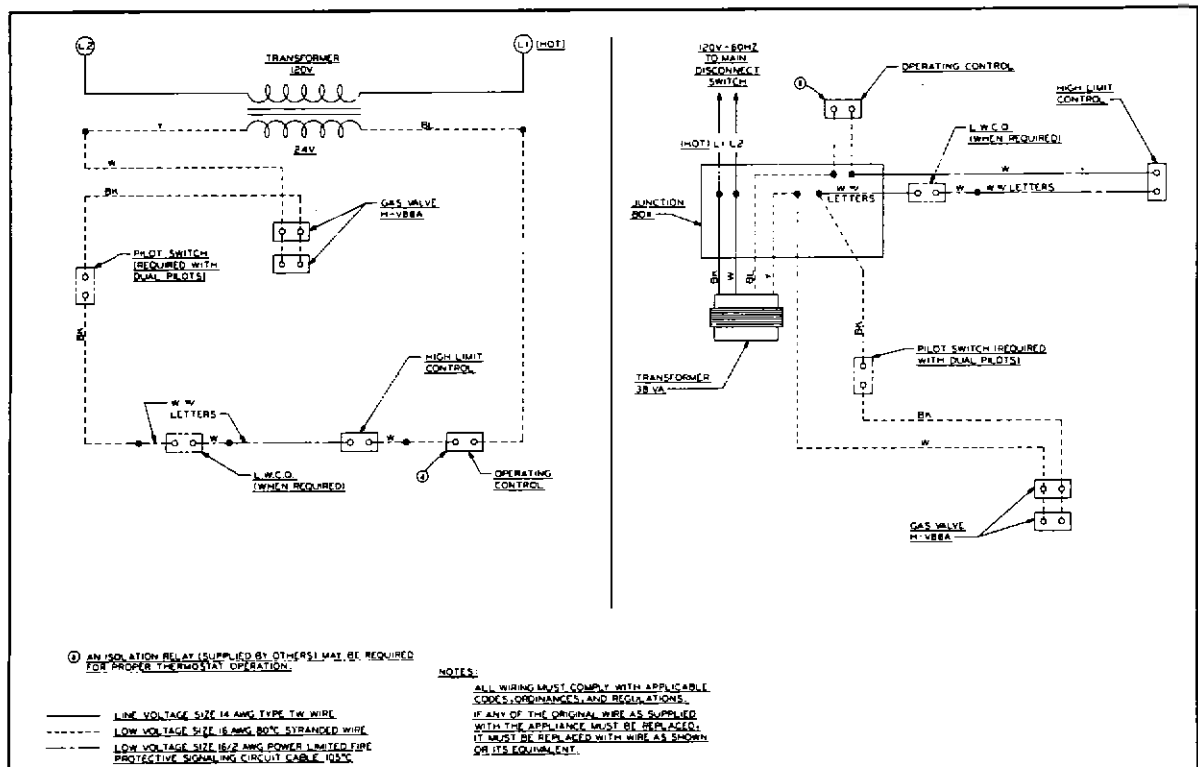 L2
L1 (HOT)
TRANSFORMER
120V
Y
BL
24V
W
BK
GAS VALVE
H-V88A
PILOT SWITCH
(REQUIRED WITH
DUAL PILOTS)
BK
HIGH LIMIT
CONTROL
W W/
LETTERS
W
W
L.W.C.O.
(WHEN REQUIRED)
OPERATING
CONTROL
120V-60HZ
TO MAIN
DISCONNECT
SWITCH
OPERATING CONTROL
HIGH LIMIT
CONTROL
L.W.C.O.
(WHEN REQUIRED)
(HOT) L1 L2
W
W W/
LETTERS
W
W W/ LETTERS
JUNCTION
BOX
BK
W
BL
Y
BK
TRANSFORMER
38 VA
PILOT SWITCH (REQUIRED
WITH DUAL PILOTS)
BK
W
GAS VALVE
H-V88A
AN ISOLATION RELAY (SUPPLIED BY OTHERS) MAY BE REQUIRED
FOR PROPER THERMOSTAT OPERATION.
NOTES:
ALL WIRING MUST COMPLY WITH APPLICABLE
CODES, ORDINANCES, AND REGULATIONS.
IF ANY OF THE ORIGINAL WIRE AS SUPPLIED
WITH THE APPLIANCE MUST BE REPLACED,
IT MUST BE REPLACED WITH WIRE AS SHOWN
OR ITS EQUIVALENT.
LINE VOLTAGE SIZE 14 AWG TYPE TW WIRE
LOW VOLTAGE SIZE 16 AWG 80°C STRANDED WIRE
LOW VOLTAGE SIZE 16/2 AWG POWER LIMITED FIRE
PROTECTIVE SIGNALING CIRCUIT CABLE 105°C